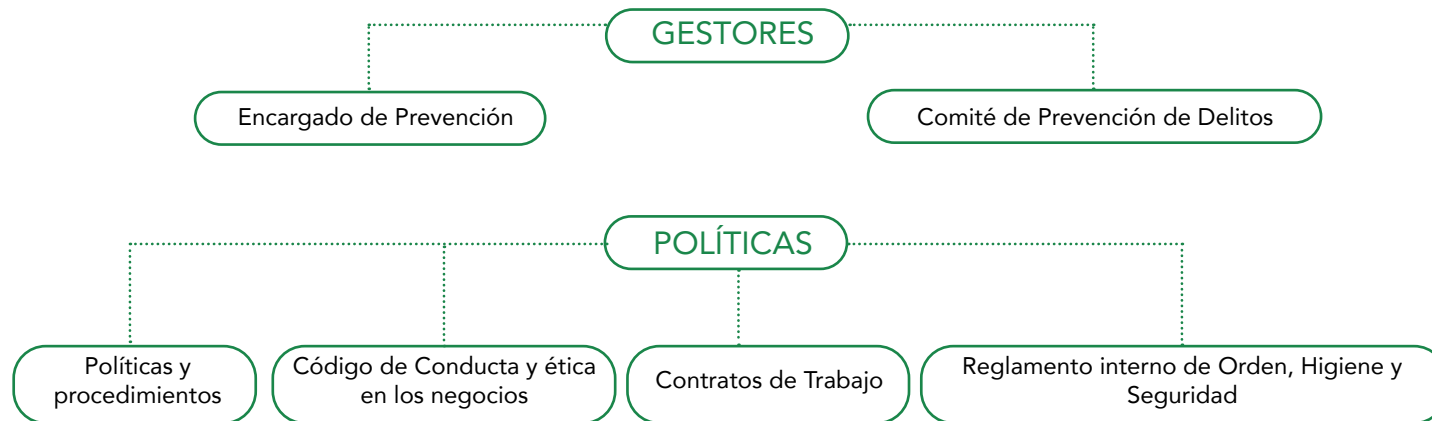 GESTORES
Encargado de Prevención
Comité de Prevención de Delitos
POLÍTICAS
Políticas y
procedimientos
Código de Conducta y ética
en los negocios
Contratos de Trabajo
Reglamento interno de Orden, Higiene y
Seguridad